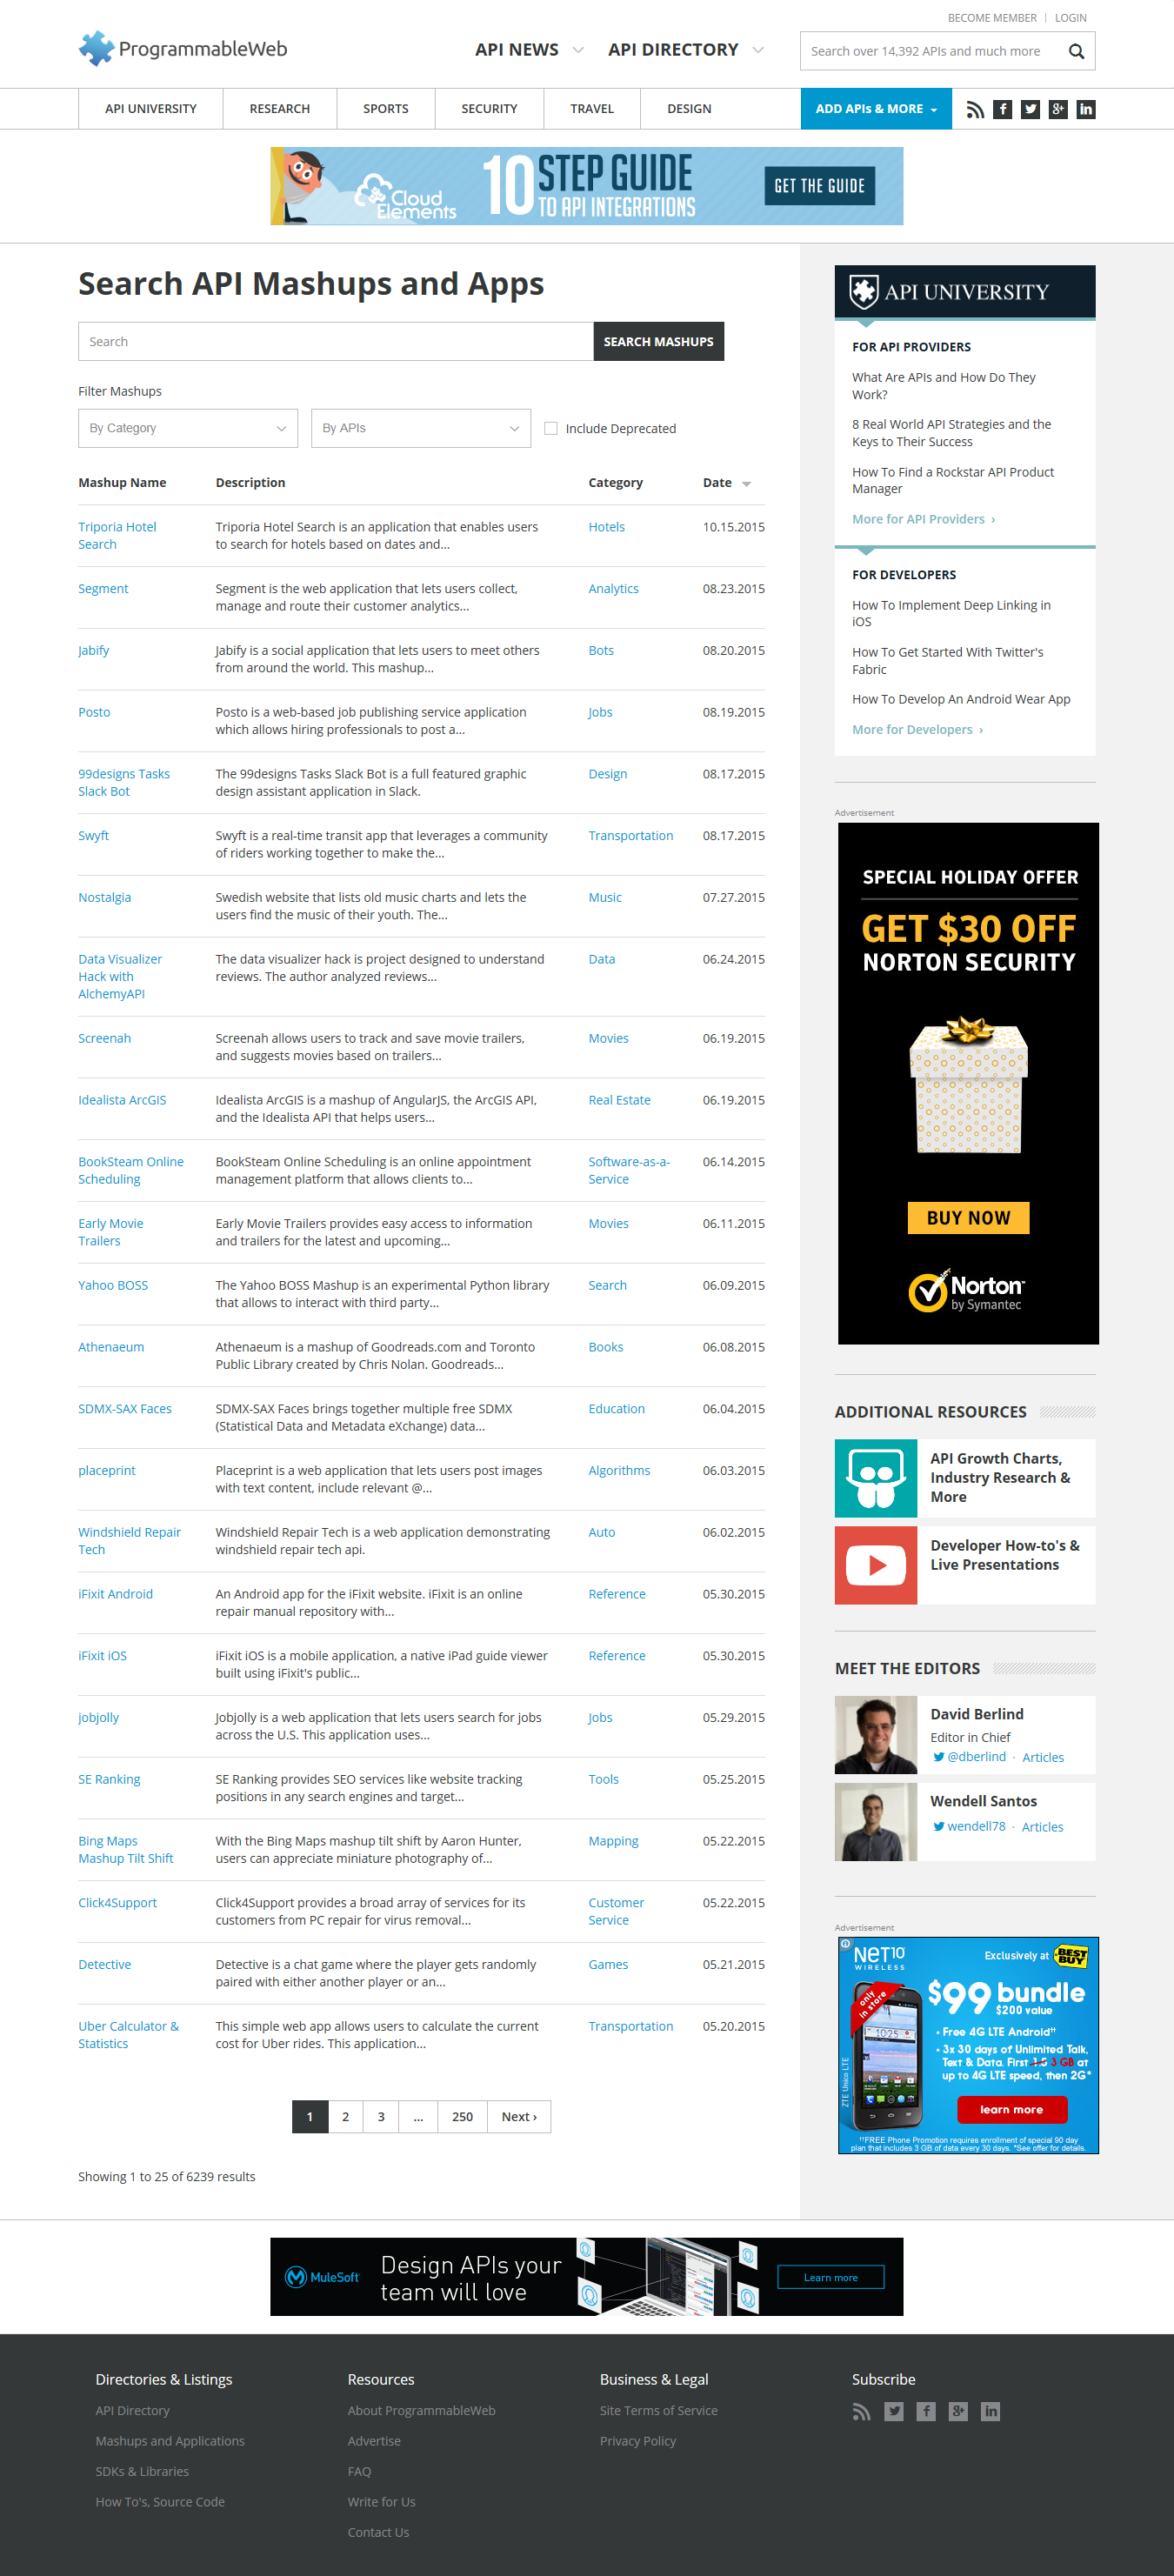 BECOME MEMBER | LOGIN
ProgrammableWeb
API NEWS
API DIRECTORY
Search over 14,392 APIs and much more
API UNIVERSITY
RESEARCH
SPORTS
SECURITY
TRAVEL
DESIGN
ADD APIs & MORE
Cloud Elements
10 STEP GUIDE
TO API INTEGRATIONS
GET THE GUIDE
Search API Mashups and Apps
Search
SEARCH MASHUPS
Filter Mashups
By Category
By APIs
Include Deprecated
Mashup Name Description Category Date
Triporia Hotel Triporia Hotel Search is an application that enables users Hotels 10.15.2015
Search to search for hotels based on dates and...
Segment Segment is the web application that lets users collect, Analytics 08.23.2015
manage and route their customer analytics...
Jabify Jabify is a social application that lets users to meet others Bots 08.20.2015
from around the world. This mashup...
Posto Posto is a web-based job publishing service application Jobs 08.19.2015
which allows hiring professionals to post a...
99designs Tasks The 99designs Tasks Slack Bot is a full featured graphic Design 08.17.2015
Slack Bot design assistant application in Slack.
Swyft Swyft is a real-time transit app that leverages a community Transportation 08.17.2015
of riders working together to make the...
Nostalgia Swedish website that lists old music charts and lets the Music 07.27.2015
users find the music of their youth. The...
Data Visualizer The data visualizer hack is project designed to understand Data 06.24.2015
Hack with reviews. The author analyzed reviews...
AlchemyAPI
Screenah Screenah allows users to track and save movie trailers, Movies 06.19.2015
and suggests movies based on trailers...
Idealista ArcGIS Idealista ArcGIS is a mashup of AngularJS, the ArcGIS API, Real Estate 06.19.2015
and the Idealista API that helps users...
BookSteam Online BookSteam Online Scheduling is an online appointment Software-as-a- 06.14.2015
Scheduling management platform that allows clients to... Service
Early Movie Early Movie Trailers provides easy access to information Movies 06.11.2015
Trailers and trailers for the latest and upcoming...
Yahoo BOSS The Yahoo BOSS Mashup is an experimental Python library Search 06.09.2015
that allows to interact with third party...
Athenaeum Athenaeum is a mashup of Goodreads.com and Toronto Books 06.08.2015
Public Library created by Chris Nolan. Goodreads...
SDMX-SAX Faces SDMX-SAX Faces brings together multiple free SDMX Education 06.04.2015
(Statistical Data and Metadata eXchange) data...
placeprint Placeprint is a web application that lets users post images Algorithms 06.03.2015
with text content, include relevant @...
Windshield Repair Windshield Repair Tech is a web application demonstrating Auto 06.02.2015
Tech windshield repair tech api.
iFixit Android An Android app for the iFixit website. iFixit is an online Reference 05.30.2015
repair manual repository with...
iFixit iOS iFixit iOS is a mobile application, a native iPad guide viewer Reference 05.30.2015
built using iFixit's public...
jobjolly Jobjolly is a web application that lets users search for jobs Jobs 05.29.2015
across the U.S. This application uses...
SE Ranking SE Ranking provides SEO services like website tracking Tools 05.25.2015
positions in any search engines and target...
Bing Maps With the Bing Maps mashup tilt shift by Aaron Hunter, Mapping 05.22.2015
Mashup Tilt Shift users can appreciate miniature photography of...
Click4Support Click4Support provides a broad array of services for its Customer 05.22.2015
customers from PC repair for virus removal... Service
Detective Detective is a chat game where the player gets randomly Games 05.21.2015
paired with either another player or an...
Uber Calculator & This simple web app allows users to calculate the current Transportation 05.20.2015
Statistics cost for Uber rides. This application...
1 2 3 ... 250 Next ›
Showing 1 to 25 of 6239 results
API UNIVERSITY
FOR API PROVIDERS
What Are APIs and How Do They
Work?
8 Real World API Strategies and the
Keys to Their Success
How To Find a Rockstar API Product
Manager
More for API Providers ›
FOR DEVELOPERS
How To Implement Deep Linking in
iOS
How To Get Started With Twitter's
Fabric
How To Develop An Android Wear App
More for Developers ›
Advertisement
SPECIAL HOLIDAY OFFER
GET $30 OFF
NORTON SECURITY
BUY NOW
Norton
by Symantec
ADDITIONAL RESOURCES
API Growth Charts,
Industry Research &
More
Developer How-to's &
Live Presentations
MEET THE EDITORS
David Berlind
Editor in Chief
@dberlind · Articles
Wendell Santos
wendell78 · Articles
Advertisement
NET10
WIRELESS
Exclusively at BEST BUY
only in store
$99 bundle
$200 value
• Free 4G LTE Android††
• 3x 30 days of Unlimited Talk,
Text & Data. First 1.5 3 GB at
up to 4G LTE speed, then 2G*
ZTE Unico LTE
10:25
learn more
††FREE Phone Promotion requires enrollment of special 90 day
plan that includes 3 GB of data every 30 days. *See offer for details.
MuleSoft
Design APIs your
team will love
Learn more
Directories & Listings
API Directory
Mashups and Applications
SDKs & Libraries
How To's, Source Code
Resources
About ProgrammableWeb
Advertise
FAQ
Write for Us
Contact Us
Business & Legal
Site Terms of Service
Privacy Policy
Subscribe